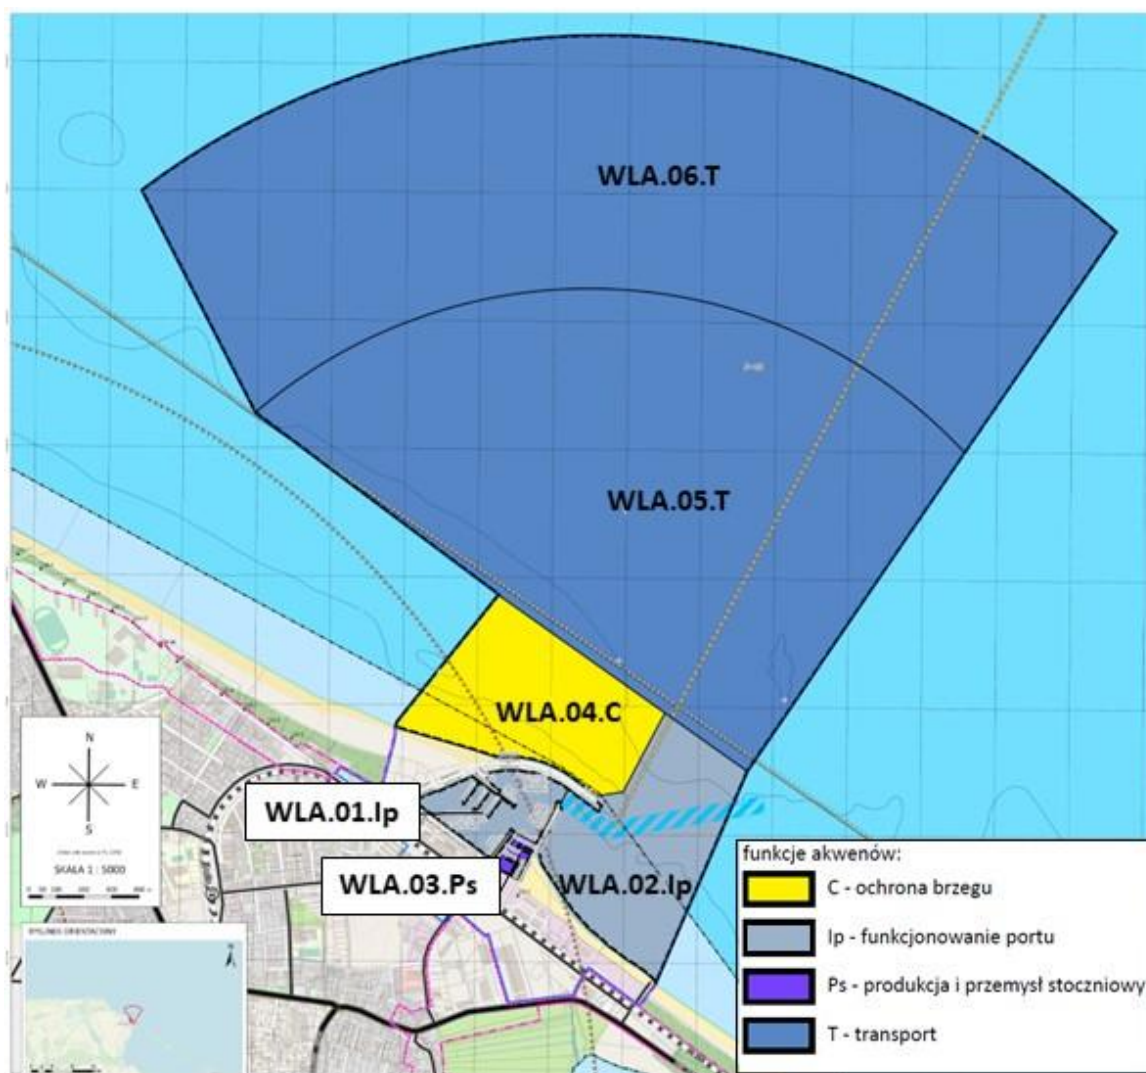 WLA.06.T
WLA.05.T
WLA.04.C
WLA.01.Ip
WLA.03.Ps
WLA.02.Ip
N
W E
S
SKALA 1 : 5000
funkcje akwenów:
C - ochrona brzegu
Ip - funkcjonowanie portu
Ps - produkcja i przemysł stoczniowy
T - transport